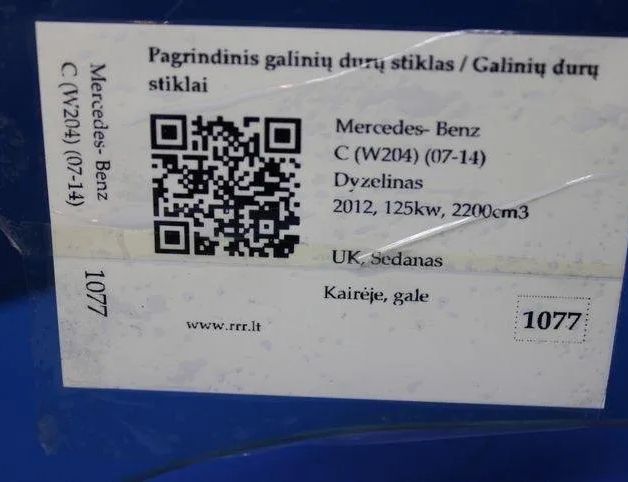 Pagrindinis galinių durų stiklas / Galinių durų
stiklai
Mercedes- Benz
C (W204) (07-14)
Dyzelinas
2012, 125kw, 2200cm3
UK, Sedanas
Kairėje, gale
1077
www.rrr.lt
Mercedes- Benz
C (W204) (07-14)
1077